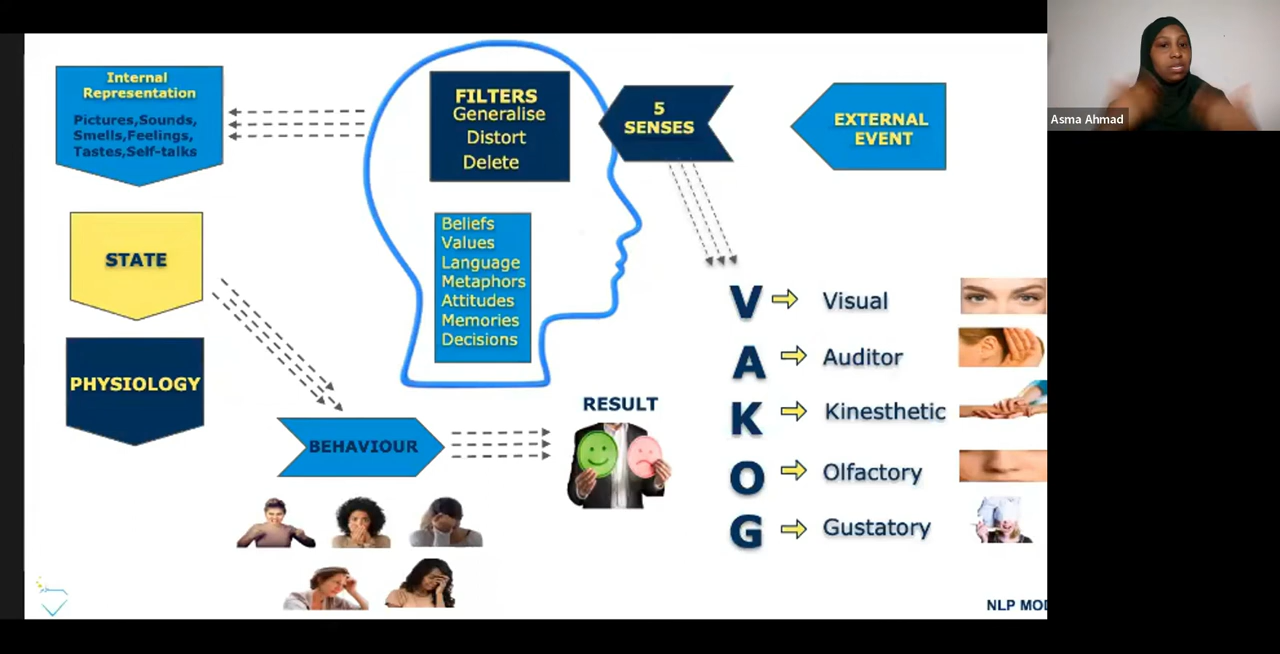 Internal
Representation
Pictures,Sounds,
Smells,Feelings,
Tastes,Self-talks
STATE
PHYSIOLOGY
FILTERS
Generalise
Distort
Delete
Beliefs
Values
Language
Metaphors
Attitudes
Memories
Decisions
5
SENSES
EXTERNAL
EVENT
BEHAVIOUR
RESULT
V Visual
A Auditor
K Kinesthetic
O Olfactory
G Gustatory
NLP MOD
Asma Ahmad